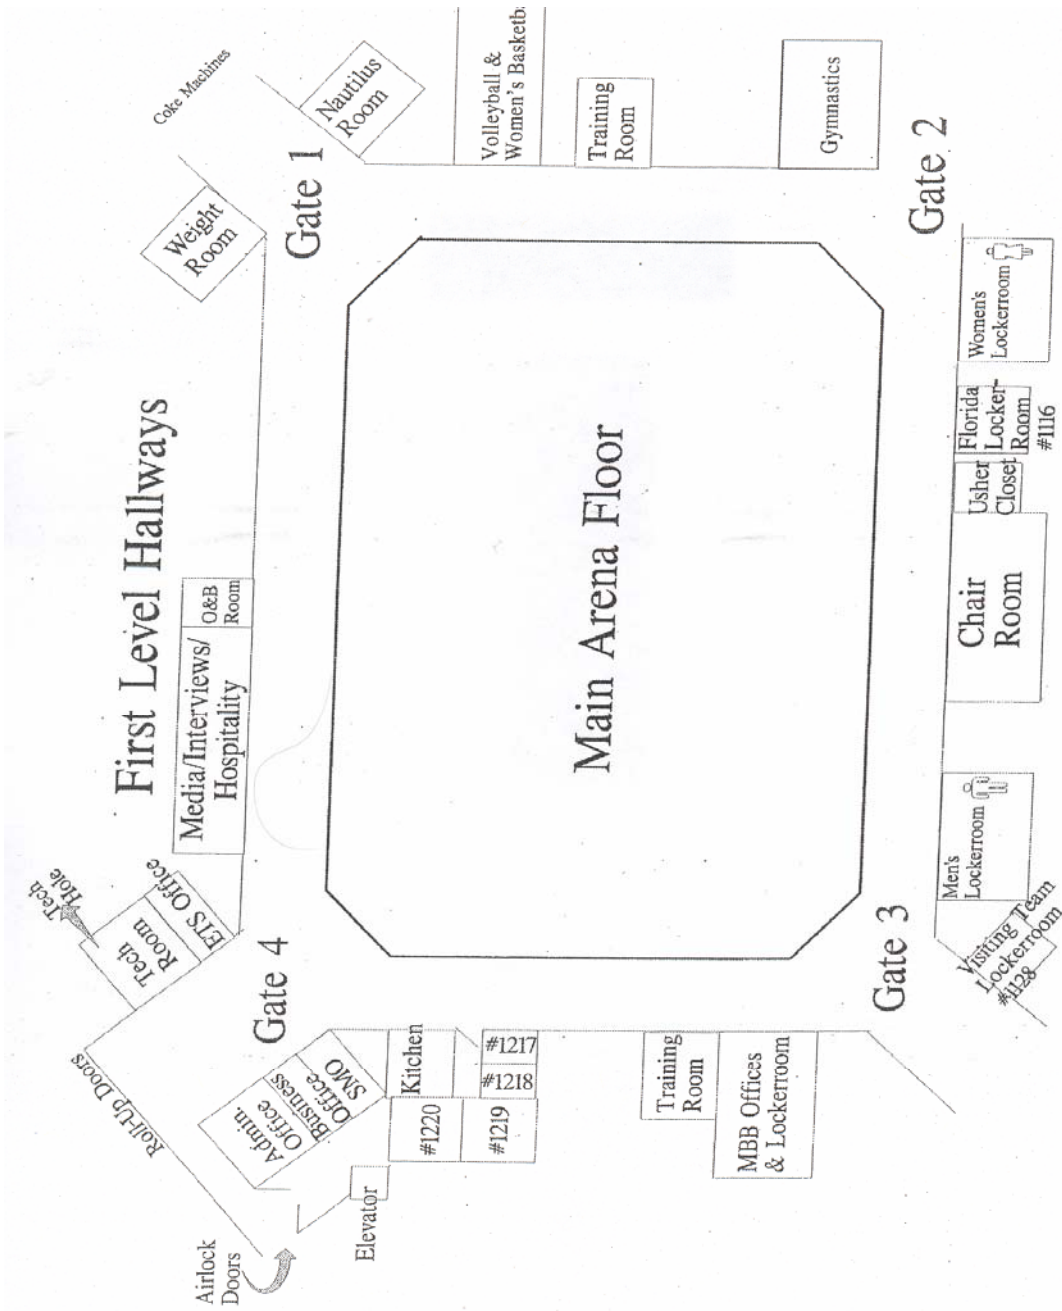 First Level Hallways
Coke Machines
Nautilus
Room
Volleyball &
Women's Basketb
Training
Room
Gymnastics
Weight
Room
Gate 1
Gate 2
Women's
Lockerroom
Florida
Locker-
Room
#1116
Usher
Closet
Chair
Room
Men's
Lockerroom
Visiting Team
Lockerroom
#1128
Gate 3
Main Arena Floor
O&B
Room
Media/Interviews/
Hospitality
Tech
Hole
ETS Office
Tech
Room
Gate 4
Roll-Up Doors
Admin.
Office
Business
Office
SMO
Kitchen
#1217
#1218
#1220
#1219
Training
Room
MBB Offices
& Lockerroom
Elevator
Airlock
Doors